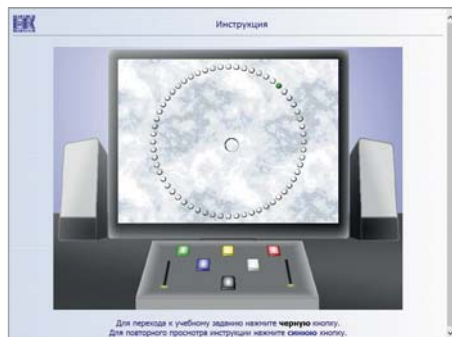 Инструкция
Для перехода к учебному заданию нажмите черную кнопку.
Для повторного просмотра инструкции нажмите синюю кнопку.